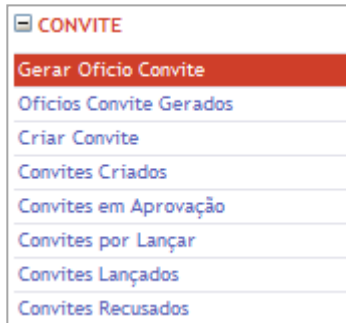 CONVITE
Gerar Oficio Convite
Oficios Convite Gerados
Criar Convite
Convites Criados
Convites em Aprovação
Convites por Lançar
Convites Lançados
Convites Recusados